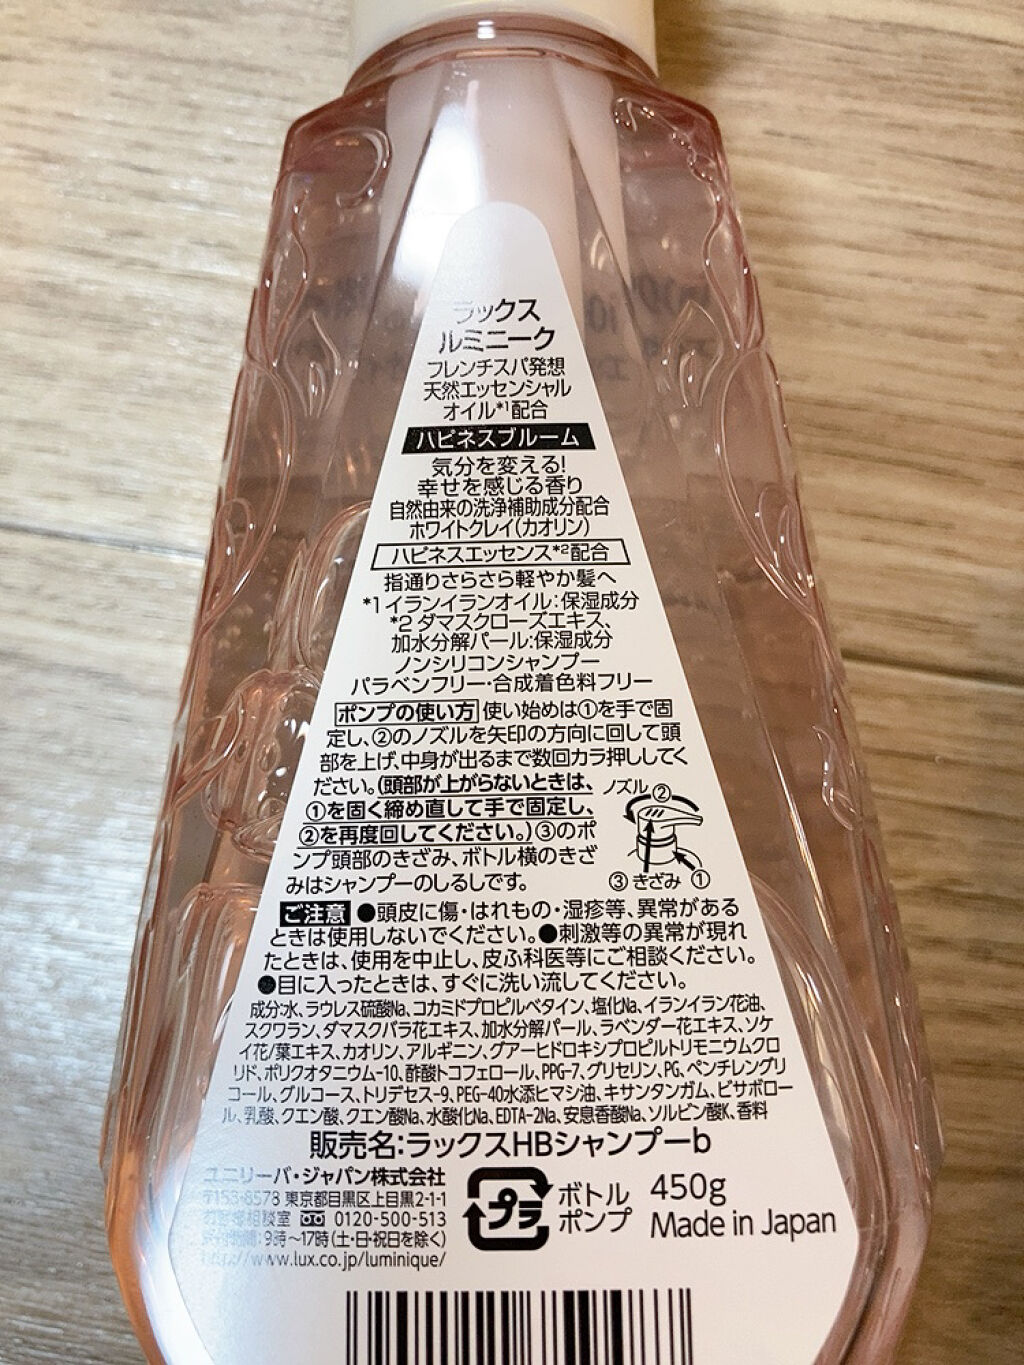 ラックス
ルミニーク
フレンチスパ発想
天然エッセンシャル
オイル*1配合
ハピネスブルーム
気分を変える!
幸せを感じる香り
自然由来の洗浄補助成分配合
ホワイトクレイ(カオリン)
ハピネスエッセンス*2配合
指通りさらさら軽やか髪へ
*1 イランイランオイル:保湿成分
*2 ダマスクローズエキス、
加水分解パール:保湿成分
ノンシリコンシャンプー
パラベンフリー・合成着色料フリー
ポンプの使い方 使い始めは①を手で固
定し、②のノズルを矢印の方向に回して頭
部を上げ、中身が出るまで数回カラ押ししてく
ださい。(頭部が上がらないときは、
①を固く締め直して手で固定し、
②を再度回してください。)③のポ
ンプ頭部のきざみ、ボトル横のきざ
みはシャンプーのしるしです。
ノズル②
③きざみ ①
ご注意 ●頭皮に傷・はれもの・湿疹等、異常がある
ときは使用しないでください。●刺激等の異常が現れ
たときは、使用を中止し、皮ふ科医等にご相談ください。
●目に入ったときは、すぐに洗い流してください。
成分:水、ラウレス硫酸Na、コカミドプロピルベタイン、塩化Na、イランイラン花油、
スクワラン、ダマスクバラ花エキス、加水分解パール、ラベンダー花エキス、ソケ
イ花/葉エキス、カオリン、アルギニン、グアーヒドロキシプロピルトリモニウムクロ
リド、ポリクオタニウム-10、酢酸トコフェロール、PPG-7、グリセリン、PG、ペンチレングリ
コール、グルコース、トリデセス-9、PEG-40水添ヒマシ油、キサンタンガム、ビサボロー
ル、乳酸、クエン酸、クエン酸Na、水酸化Na、EDTA-2Na、安息香酸Na、ソルビン酸K、香料
販売名:ラックスHBシャンプーb
ユニリーバ・ジャパン株式会社
〒153-8578 東京都目黒区上目黒2-1-1
相談室 0120-500-513
9時～17時(土・日・祝日を除く)
http://www.lux.co.jp/luminique/
プラ
ボトル
ポンプ
450g
Made in Japan